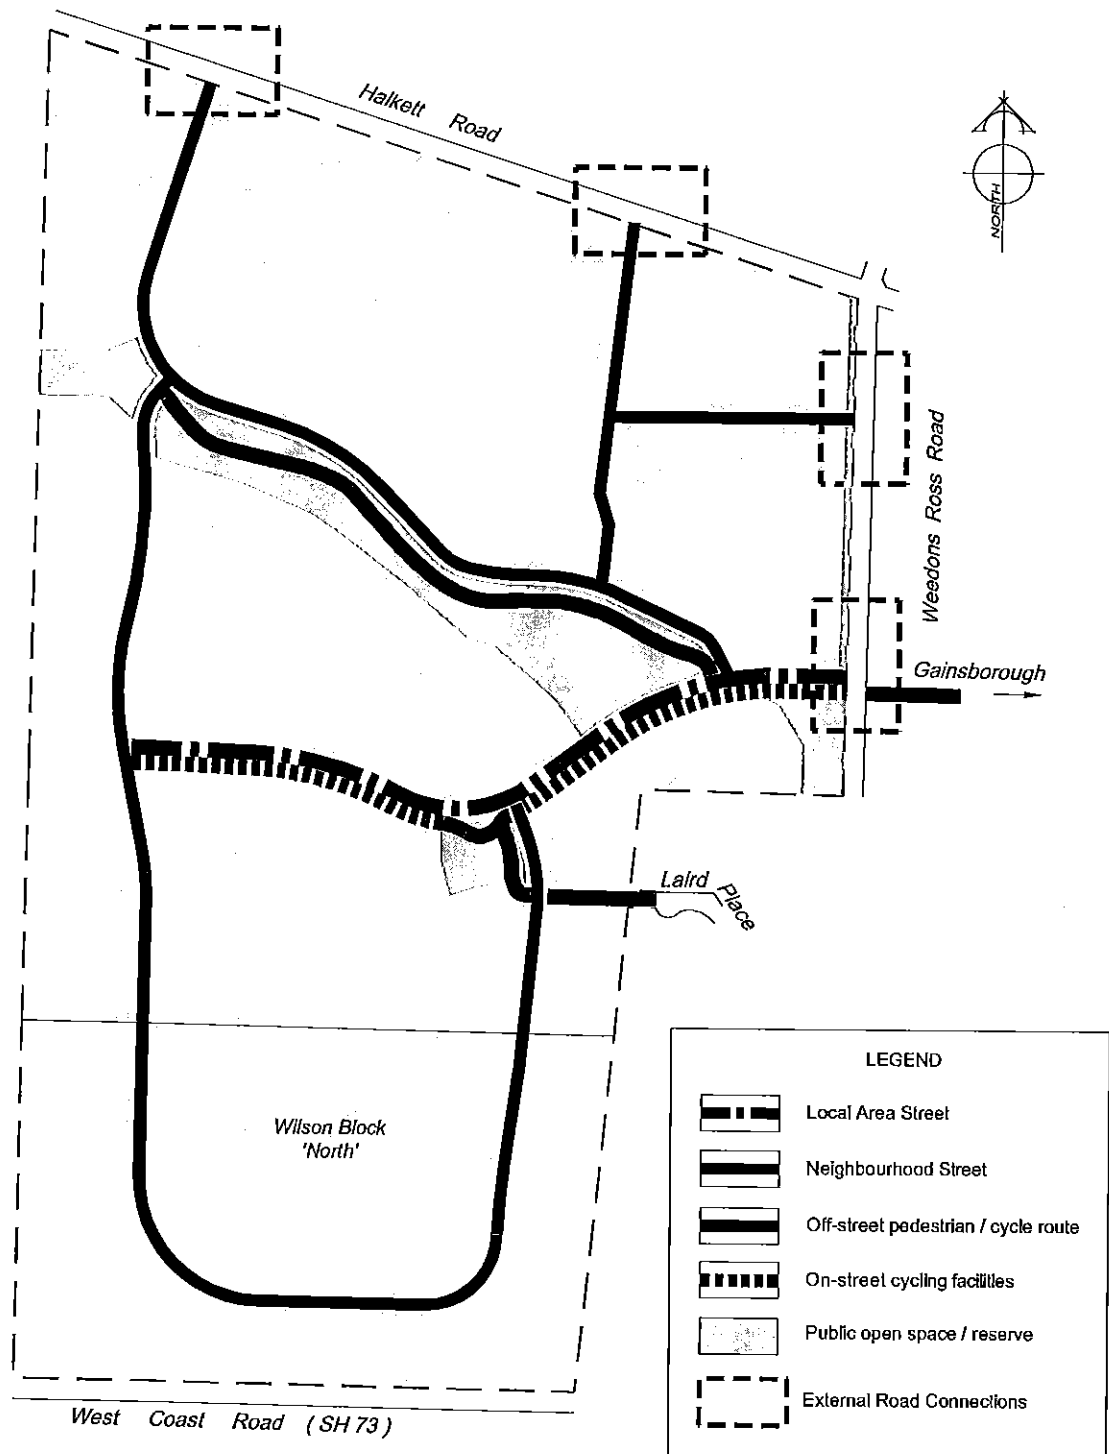 Halkett Road
NORTH
Weedons Ross Road
Gainsborough
Laird Place
Wilson Block
'North'
LEGEND
Local Area Street
Neighbourhood Street
Off-street pedestrian / cycle route
On-street cycling facilities
Public open space / reserve
External Road Connections
West Coast Road ( SH 73 )